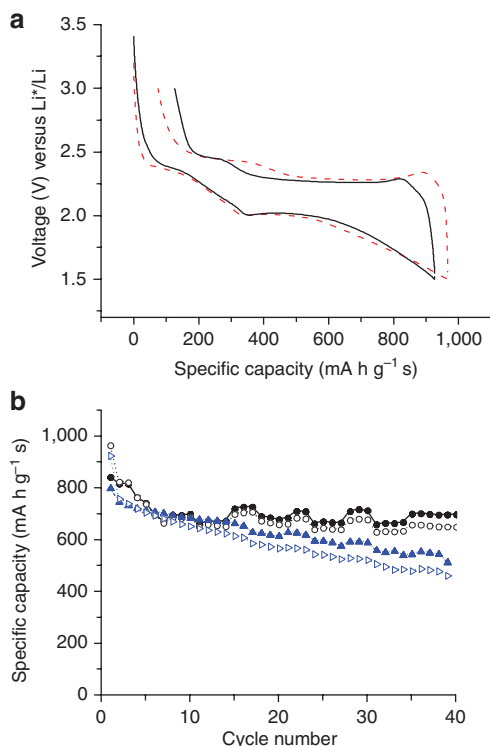 a
3.5
3.0
2.5
2.0
1.5
Voltage (V) versus Li⁺/Li
0 200 400 600 800 1,000
Specific capacity (mA h g⁻¹ s)
b
1,000
800
600
400
200
0
Specific capacity (mA h g⁻¹ s)
0 10 20 30 40
Cycle number